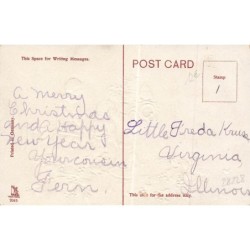 This Space for Writing Messages.
POST CARD
Stamp
1
A Merry
Christmas
and a Happy
New Year
Your cousin
Fern.
Little Freda
Virginia
Illinois
This side for the address only.